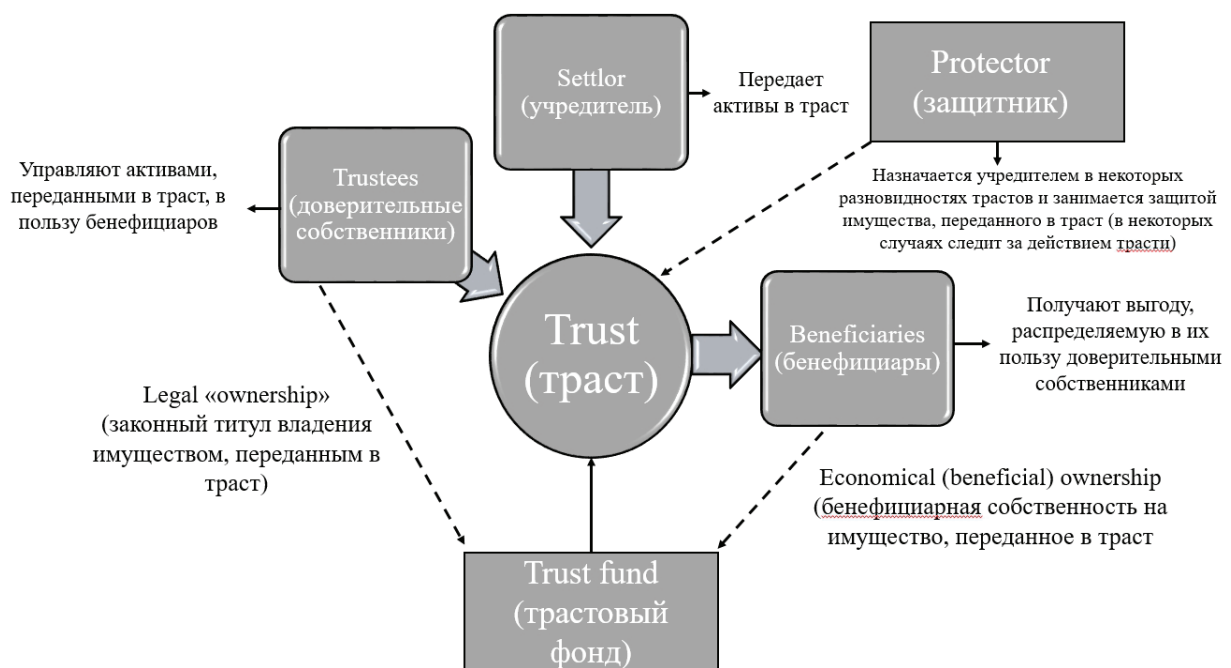 Settlor
(учредитель)
Передает
активы в траст
Protector
(защитник)
Управляют активами,
переданными в траст, в
пользу бенефициаров
Trustees
(доверительные
собственники)
Назначается учредителем в некоторых
разновидностях трастов и занимается защитой
имущества, переданного в траст (в некоторых
случаях следит за действием трасти)
Trust
(траст)
Beneficiaries
(бенефициары)
Получают выгоду,
распределяемую в их
пользу доверительными
собственниками
Legal «ownership»
(законный титул владения
имуществом, переданным в
траст)
Economical (beneficial) ownership
(бенефициарная собственность на
имущество, переданное в траст
Trust fund
(трастовый
фонд)